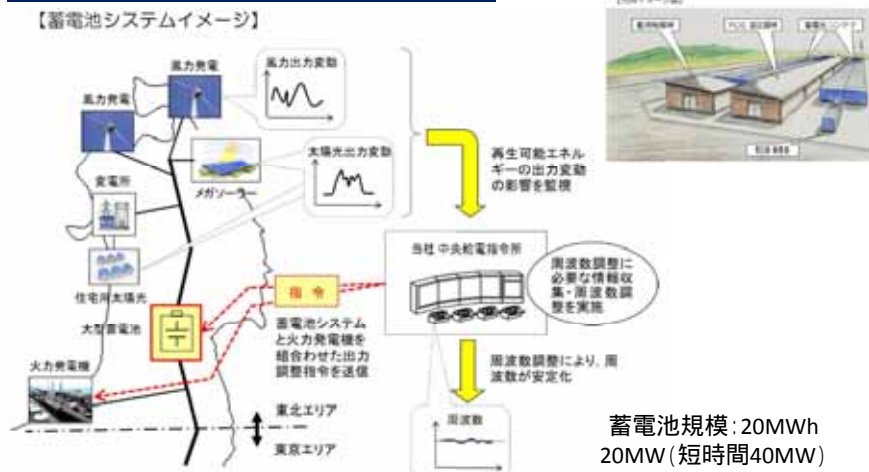 【蓄電池システムイメージ】
風力発電
風力出力変動
風力発電
太陽光出力変動
変電所
メガソーラー
再生可能エネル
ギーの出力変動
の影響を監視
住宅用太陽光
当社 中央給電指令所
周波数調整に
必要な情報収
集・周波数調
整を実施
指 令
大型蓄電池
蓄電池システム
と火力発電機を
組合わせた出力
調整指令を送信
火力発電機
周波数調整により、周
波数が安定化
周波数
東北エリア
東京エリア
蓄電池規模:20MWh
20MW(短時間40MW)